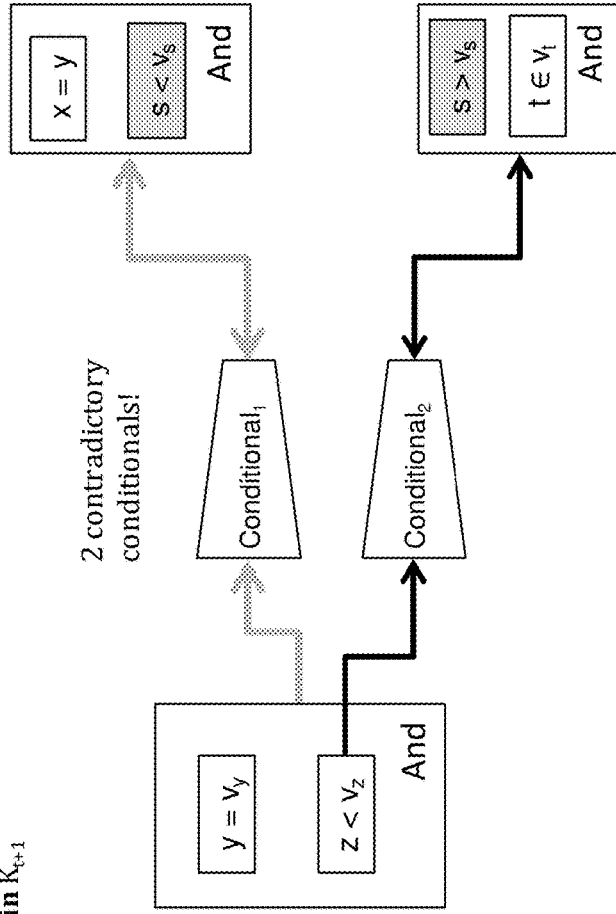 in K_{t+1}
2 contradictory
conditionals!
y = v_y
z < v_z
And
Conditional_1
Conditional_2
x = y
s < v_s
And
s > v_s
t ∈ v_t
And